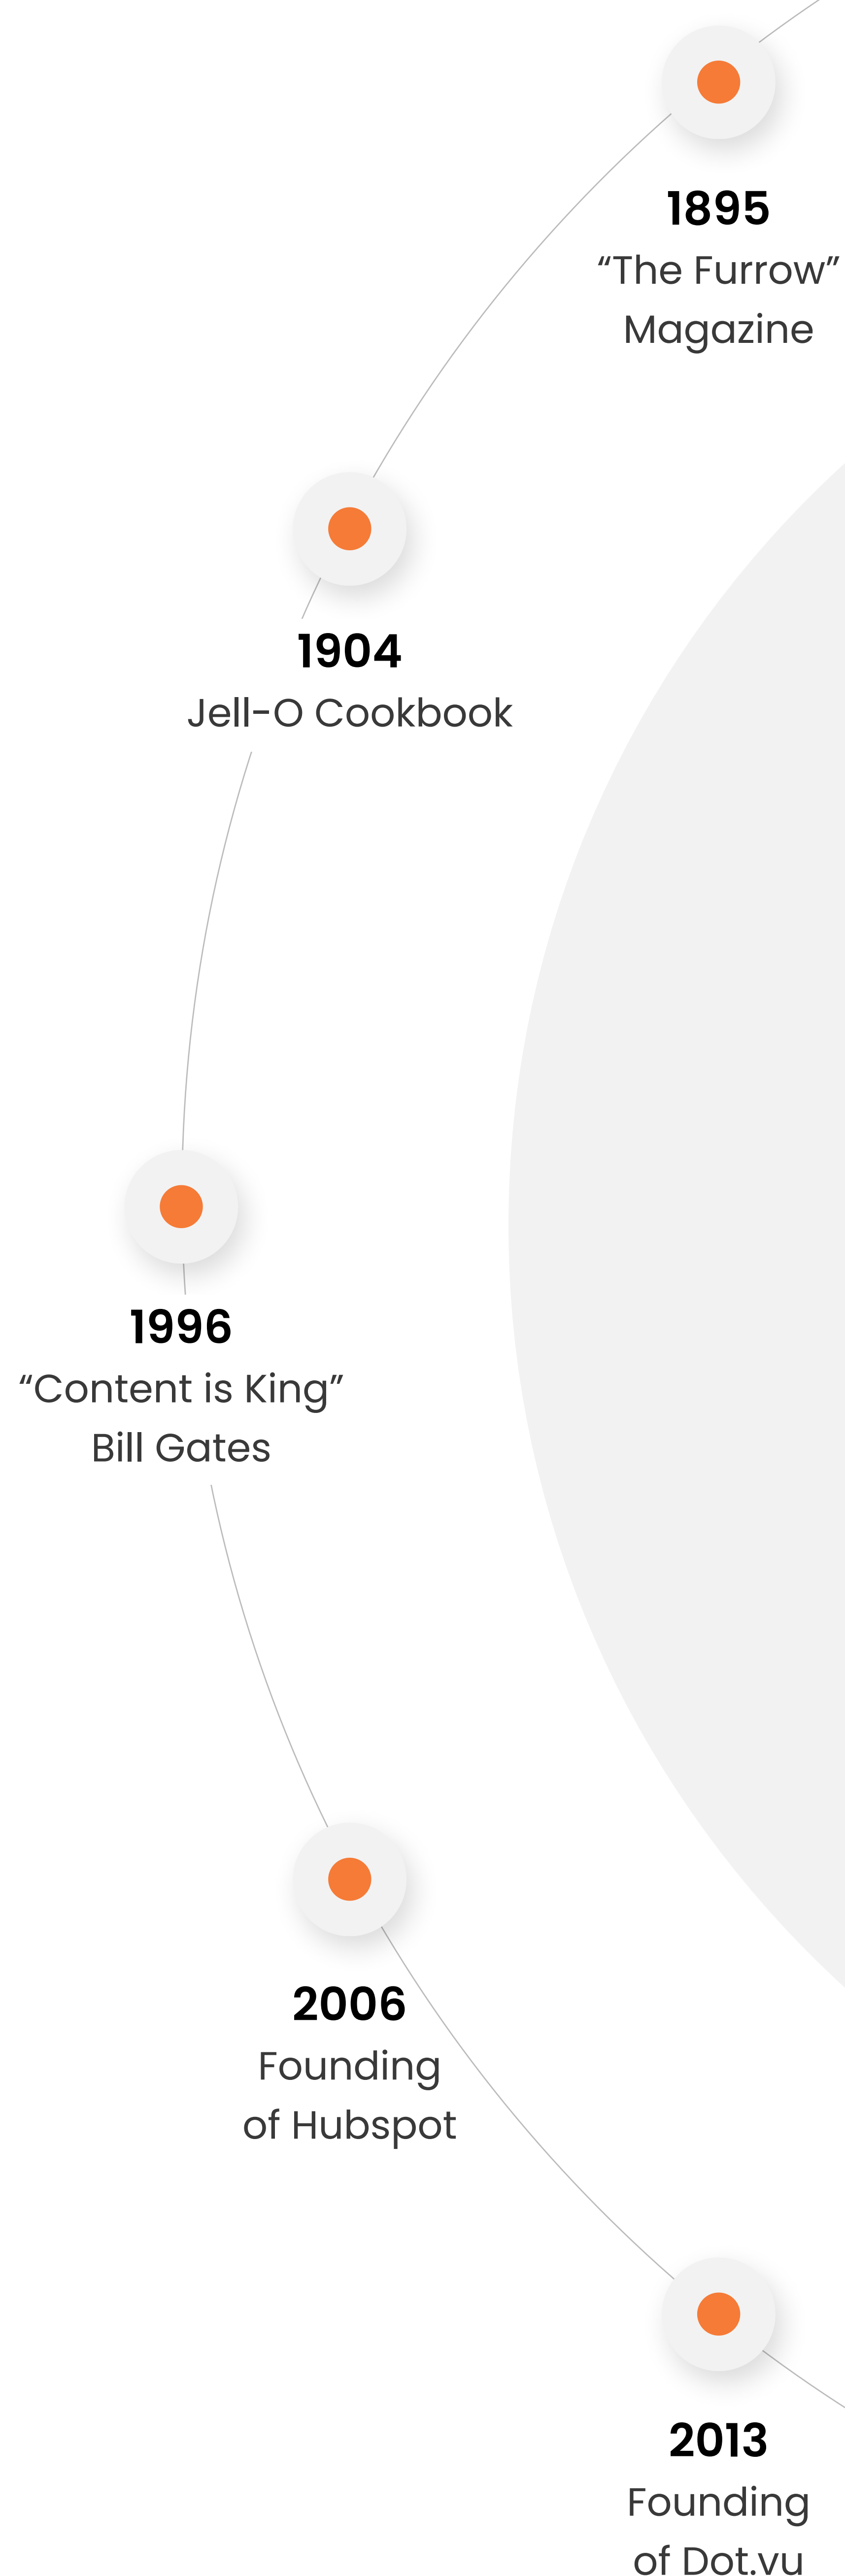 1895
“The Furrow”
Magazine
1904
Jell-O Cookbook
1996
“Content is King”
Bill Gates
2006
Founding
of Hubspot
2013
Founding
of Dot.vu